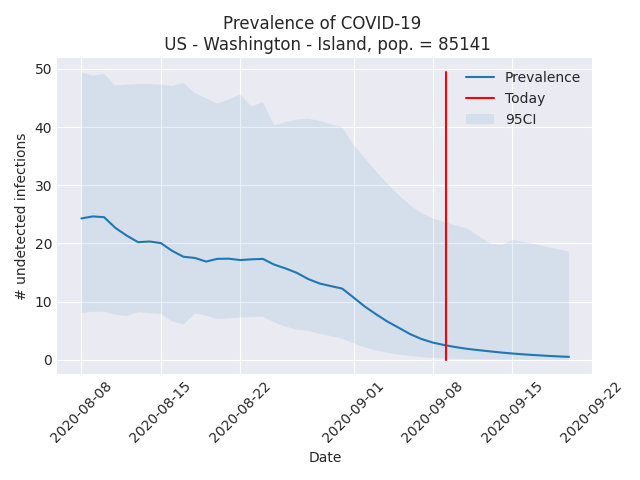 Prevalence of COVID-19
US - Washington - Island, pop. = 85141
# undetected infections
50
40
30
20
10
0
Prevalence
Today
95CI
2020-08-08
2020-08-15
2020-08-22
2020-09-01
2020-09-08
2020-09-15
2020-09-22
Date